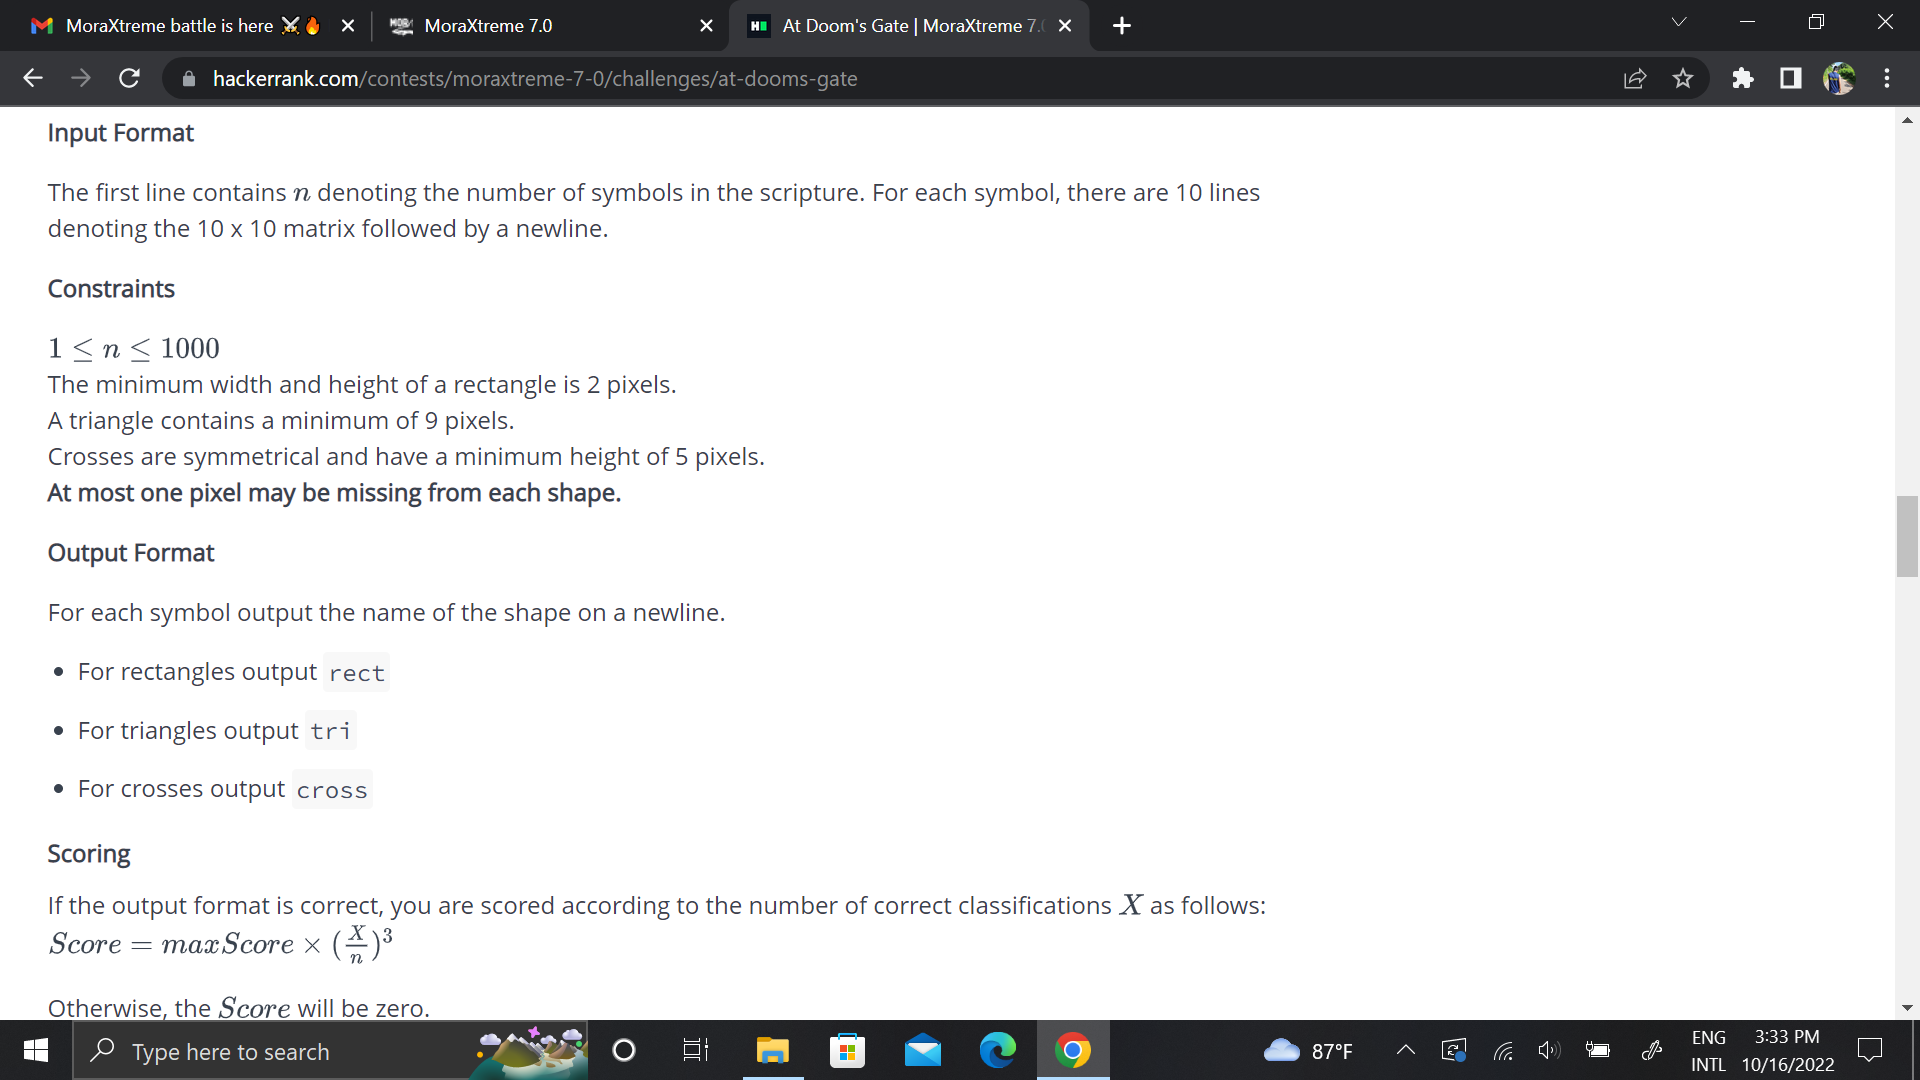 MoraXtreme battle is here ⚔️🔥
MoraXtreme 7.0
At Doom's Gate | MoraXtreme 7.0
hackerrank.com/contests/moraxtreme-7-0/challenges/at-dooms-gate
Input Format
The first line contains n denoting the number of symbols in the scripture. For each symbol, there are 10 lines
denoting the 10 x 10 matrix followed by a newline.
Constraints
1 ≤ n ≤ 1000
The minimum width and height of a rectangle is 2 pixels.
A triangle contains a minimum of 9 pixels.
Crosses are symmetrical and have a minimum height of 5 pixels.
At most one pixel may be missing from each shape.
Output Format
For each symbol output the name of the shape on a newline.
• For rectangles output rect
• For triangles output tri
• For crosses output cross
Scoring
If the output format is correct, you are scored according to the number of correct classifications X as follows:
Score = maxScore × (X/n)³
Otherwise, the Score will be zero.
Type here to search
87°F
ENG
INTL
3:33 PM
10/16/2022